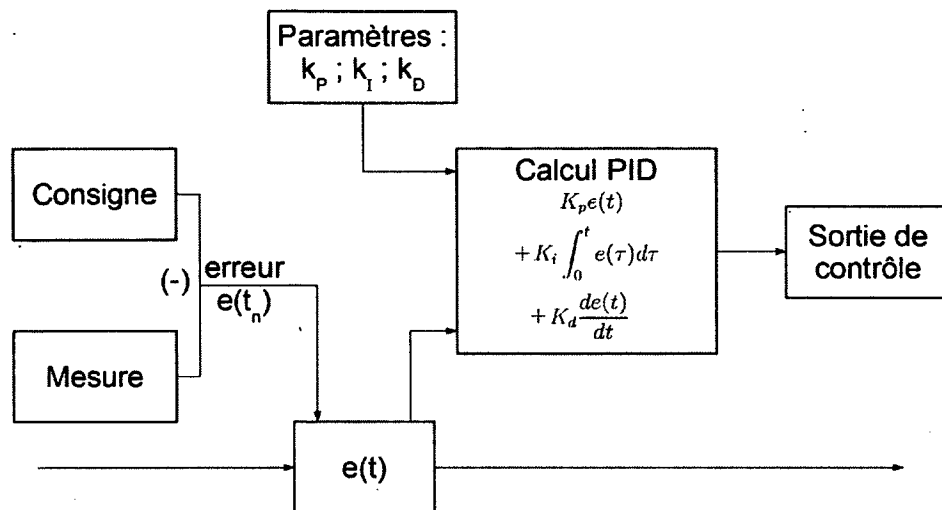 Paramètres :
k_P ; k_I ; k_D
Consigne
Calcul PID
K_p e(t)
+ K_i ∫_0^t e(τ)dτ
+ K_d de(t)/dt
Sortie de
contrôle
(-) erreur
e(t_n)
Mesure
e(t)